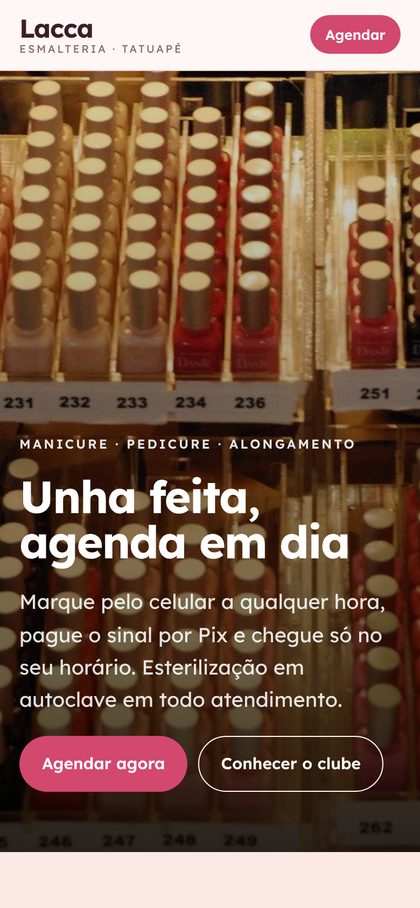 Lacca
ESMALTERIA · TATUAPÉ
Agendar
231 232 233 234 236
251
MANICURE · PEDICURE · ALONGAMENTO
Unha feita,
agenda em dia
Marque pelo celular a qualquer hora,
pague o sinal por Pix e chegue só no
seu horário. Esterilização em
autoclave em todo atendimento.
Agendar agora
Conhecer o clube
246 247 248 249
262